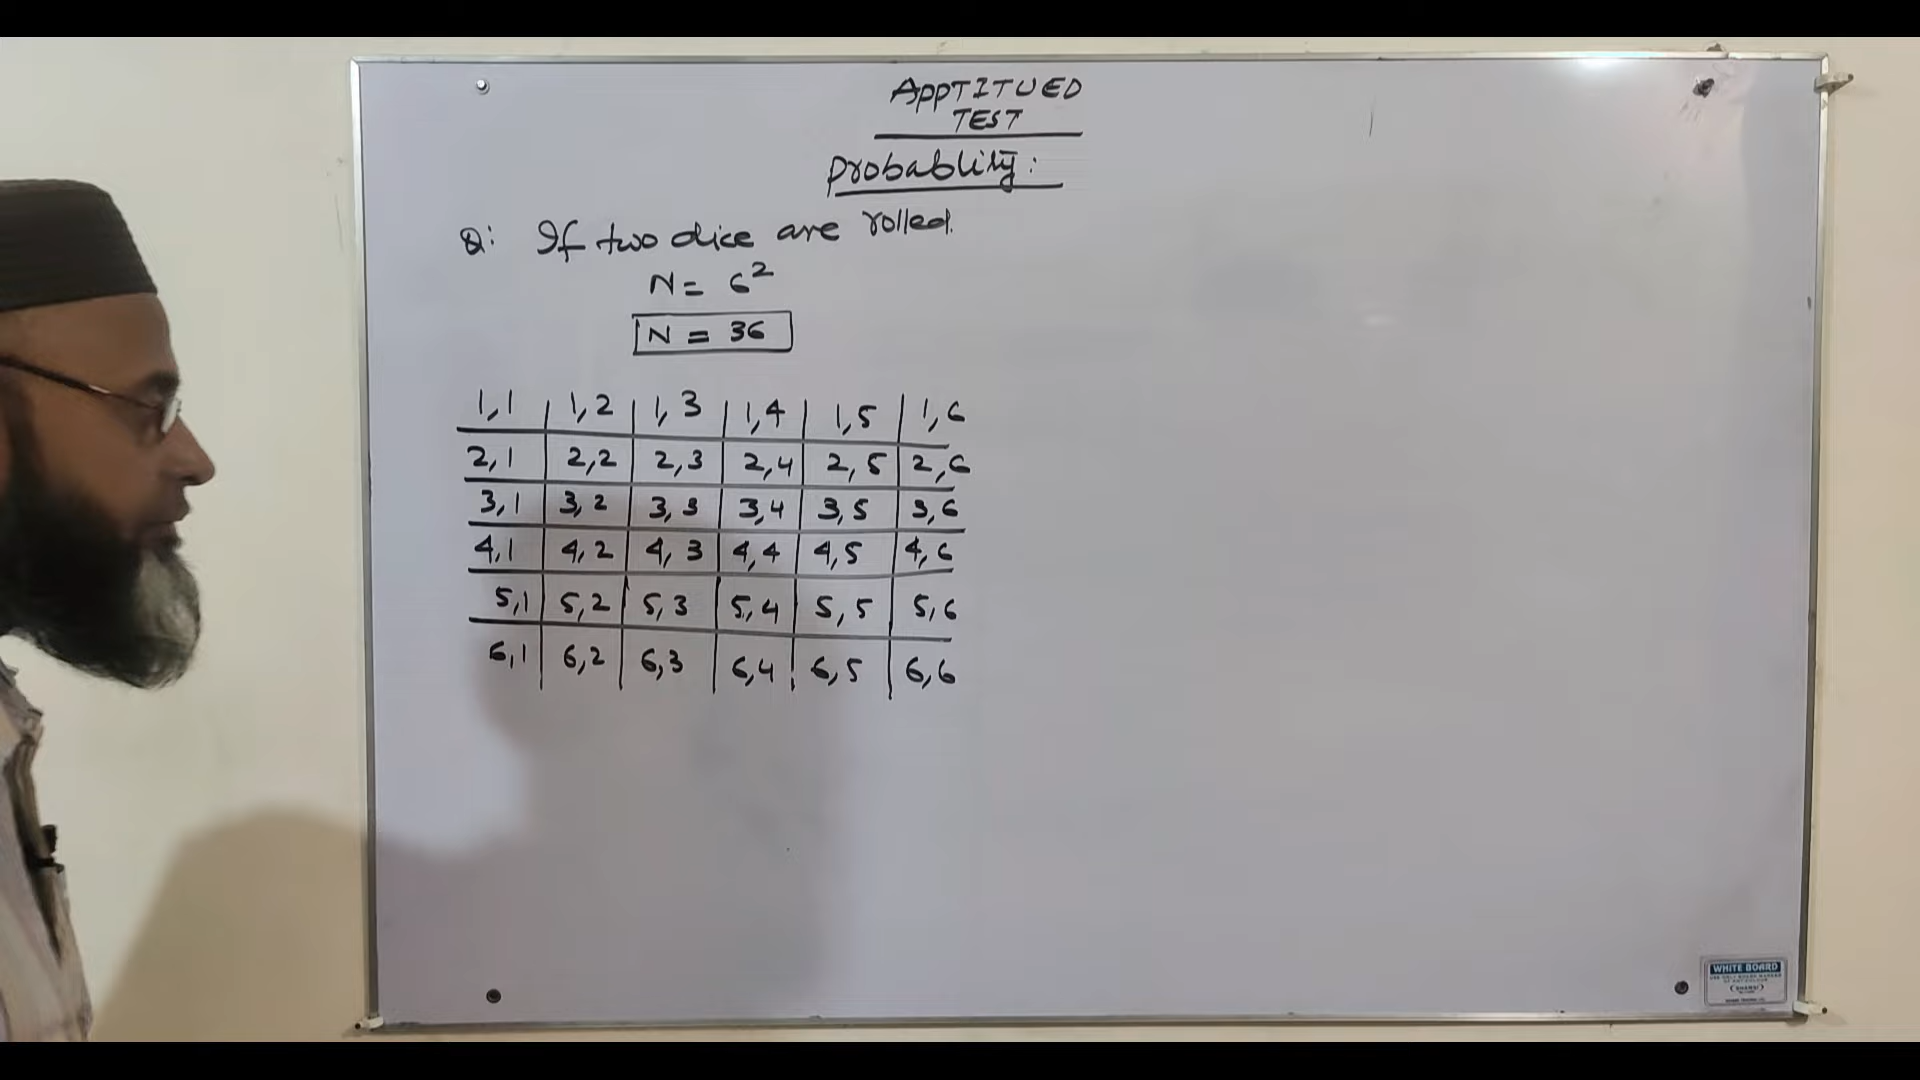 APPTITUED
TEST
Probablity:
Q: If two dice are rolled.
N = 6²
N = 36
1,1 | 1,2 | 1,3 | 1,4 | 1,5 | 1,6
2,1 | 2,2 | 2,3 | 2,4 | 2,5 | 2,6
3,1 | 3,2 | 3,3 | 3,4 | 3,5 | 3,6
4,1 | 4,2 | 4,3 | 4,4 | 4,5 | 4,6
5,1 | 5,2 | 5,3 | 5,4 | 5,5 | 5,6
6,1 | 6,2 | 6,3 | 6,4 | 6,5 | 6,6
WHITE BOARD